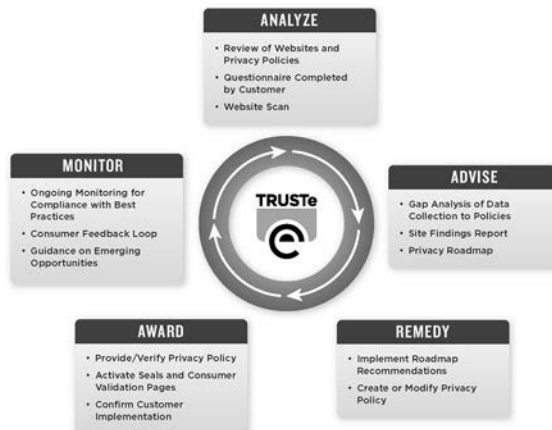 ANALYZE
• Review of Websites and
Privacy Policies
• Questionnaire Completed
by Customer
• Website Scan
MONITOR
• Ongoing Monitoring for
Compliance with Best
Practices
• Consumer Feedback Loop
• Guidance on Emerging
Opportunities
TRUSTe
e
ADVISE
• Gap Analysis of Data
Collection to Policies
• Site Findings Report
• Privacy Roadmap
AWARD
• Provide/Verify Privacy Policy
• Activate Seals and Consumer
Validation Pages
• Confirm Customer
Implementation
REMEDY
• Implement Roadmap
Recommendations
• Create or Modify Privacy
Policy